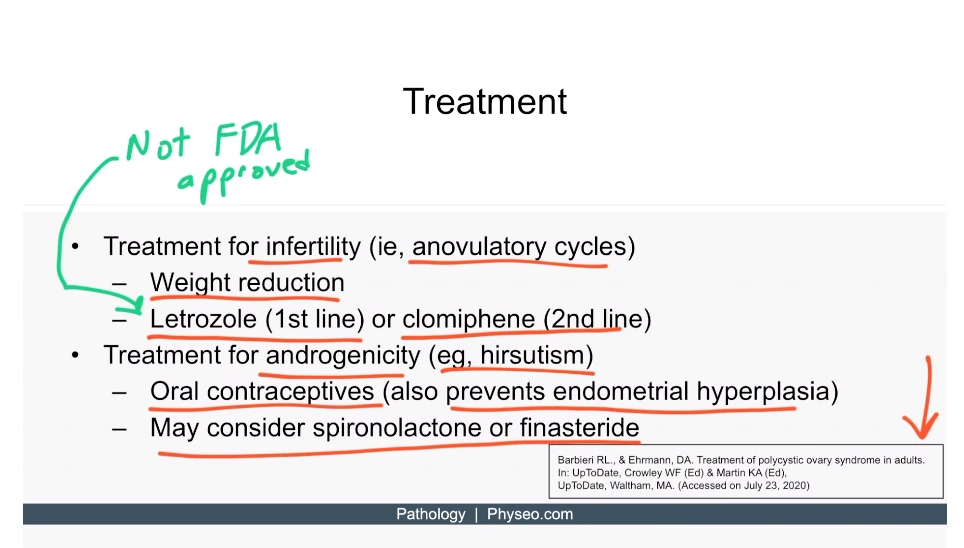 Treatment
Not FDA
approved
• Treatment for infertility (ie, anovulatory cycles)
– Weight reduction
– Letrozole (1st line) or clomiphene (2nd line)
• Treatment for androgenicity (eg, hirsutism)
– Oral contraceptives (also prevents endometrial hyperplasia)
– May consider spironolactone or finasteride
Barbieri RL., & Ehrmann, DA. Treatment of polycystic ovary syndrome in adults.
In: UpToDate, Crowley WF (Ed) & Martin KA (Ed),
UpToDate, Waltham, MA. (Accessed on July 23, 2020)
Pathology | Physeo.com